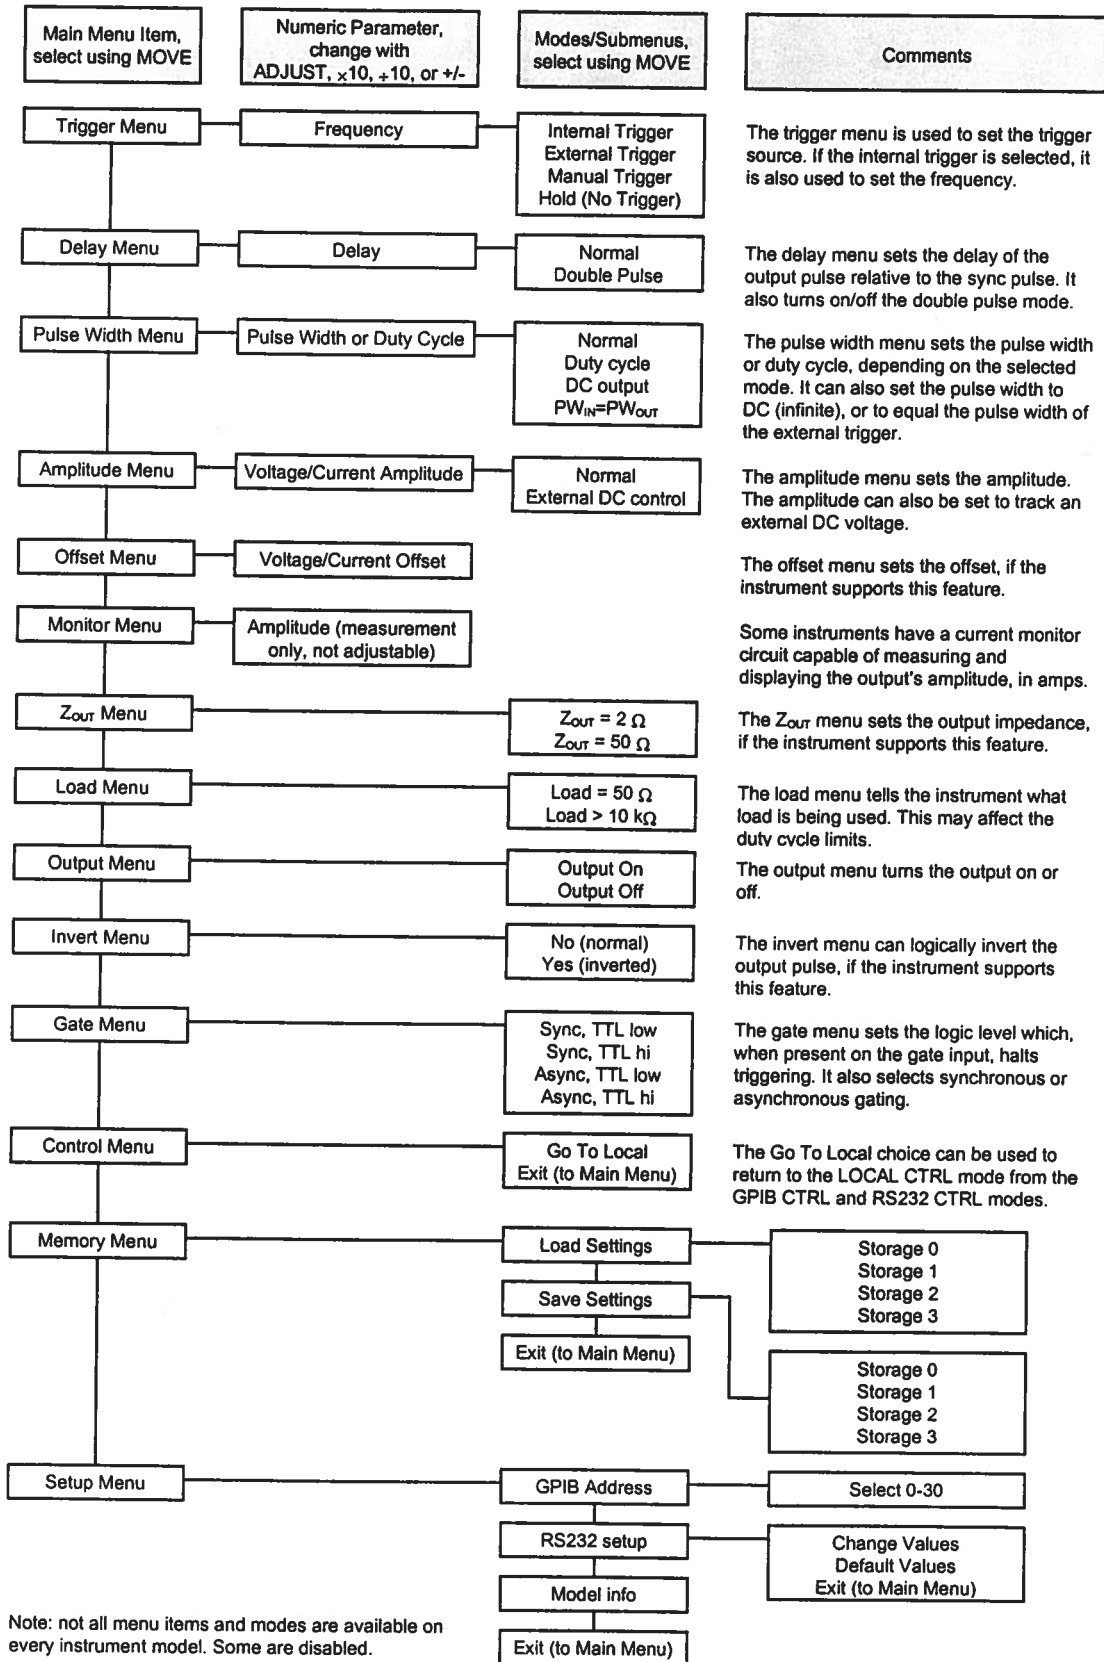 Main Menu Item,
select using MOVE
Numeric Parameter,
change with
ADJUST, ×10, ÷10, or +/-
Modes/Submenus,
select using MOVE
Comments
Trigger Menu
Frequency
Internal Trigger
External Trigger
Manual Trigger
Hold (No Trigger)
The trigger menu is used to set the trigger
source. If the internal trigger is selected, it
is also used to set the frequency.
Delay Menu
Delay
Normal
Double Pulse
The delay menu sets the delay of the
output pulse relative to the sync pulse. It
also turns on/off the double pulse mode.
Pulse Width Menu
Pulse Width or Duty Cycle
Normal
Duty cycle
DC output
PWIN=PWOUT
The pulse width menu sets the pulse width
or duty cycle, depending on the selected
mode. It can also set the pulse width to
DC (infinite), or to equal the pulse width of
the external trigger.
Amplitude Menu
Voltage/Current Amplitude
Normal
External DC control
The amplitude menu sets the amplitude.
The amplitude can also be set to track an
external DC voltage.
Offset Menu
Voltage/Current Offset
The offset menu sets the offset, if the
instrument supports this feature.
Monitor Menu
Amplitude (measurement
only, not adjustable)
Some instruments have a current monitor
circuit capable of measuring and
displaying the output's amplitude, in amps.
ZOUT Menu
ZOUT = 2 Ω
ZOUT = 50 Ω
The ZOUT menu sets the output impedance,
if the instrument supports this feature.
Load Menu
Load = 50 Ω
Load > 10 kΩ
The load menu tells the instrument what
load is being used. This may affect the
duty cycle limits.
Output Menu
Output On
Output Off
The output menu turns the output on or
off.
Invert Menu
No (normal)
Yes (inverted)
The invert menu can logically invert the
output pulse, if the instrument supports
this feature.
Gate Menu
Sync, TTL low
Sync, TTL hi
Async, TTL low
Async, TTL hi
The gate menu sets the logic level which,
when present on the gate input, halts
triggering. It also selects synchronous or
asynchronous gating.
Control Menu
Go To Local
Exit (to Main Menu)
The Go To Local choice can be used to
return to the LOCAL CTRL mode from the
GPIB CTRL and RS232 CTRL modes.
Memory Menu
Load Settings
Storage 0
Storage 1
Storage 2
Storage 3
Save Settings
Exit (to Main Menu)
Storage 0
Storage 1
Storage 2
Storage 3
Setup Menu
GPIB Address
Select 0-30
RS232 setup
Change Values
Default Values
Exit (to Main Menu)
Model info
Exit (to Main Menu)
Note: not all menu items and modes are available on
every instrument model. Some are disabled.